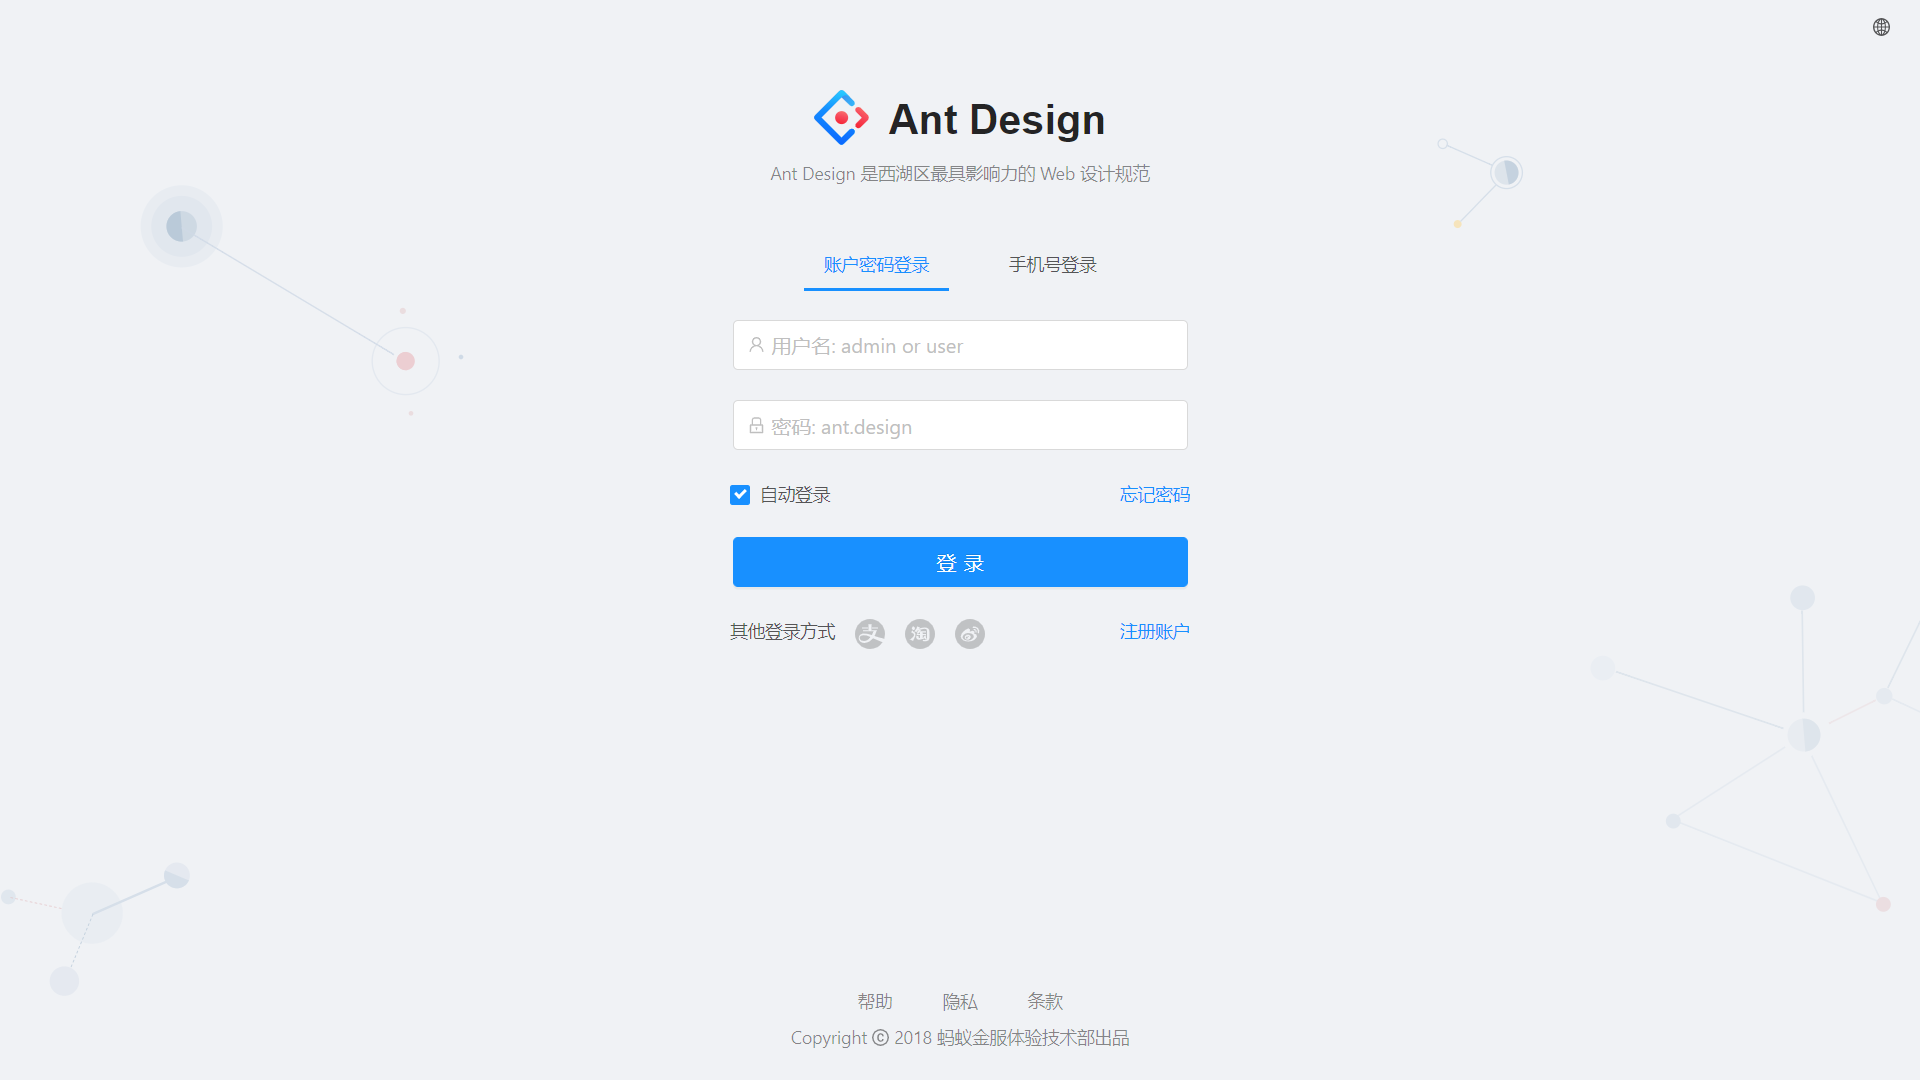 Ant Design
Ant Design 是西湖区最具影响力的 Web 设计规范
账户密码登录 手机号登录
用户名: admin or user
密码: ant.design
自动登录 忘记密码
登 录
其他登录方式 支 淘 注册账户
帮助 隐私 条款
Copyright © 2018 蚂蚁金服体验技术部出品